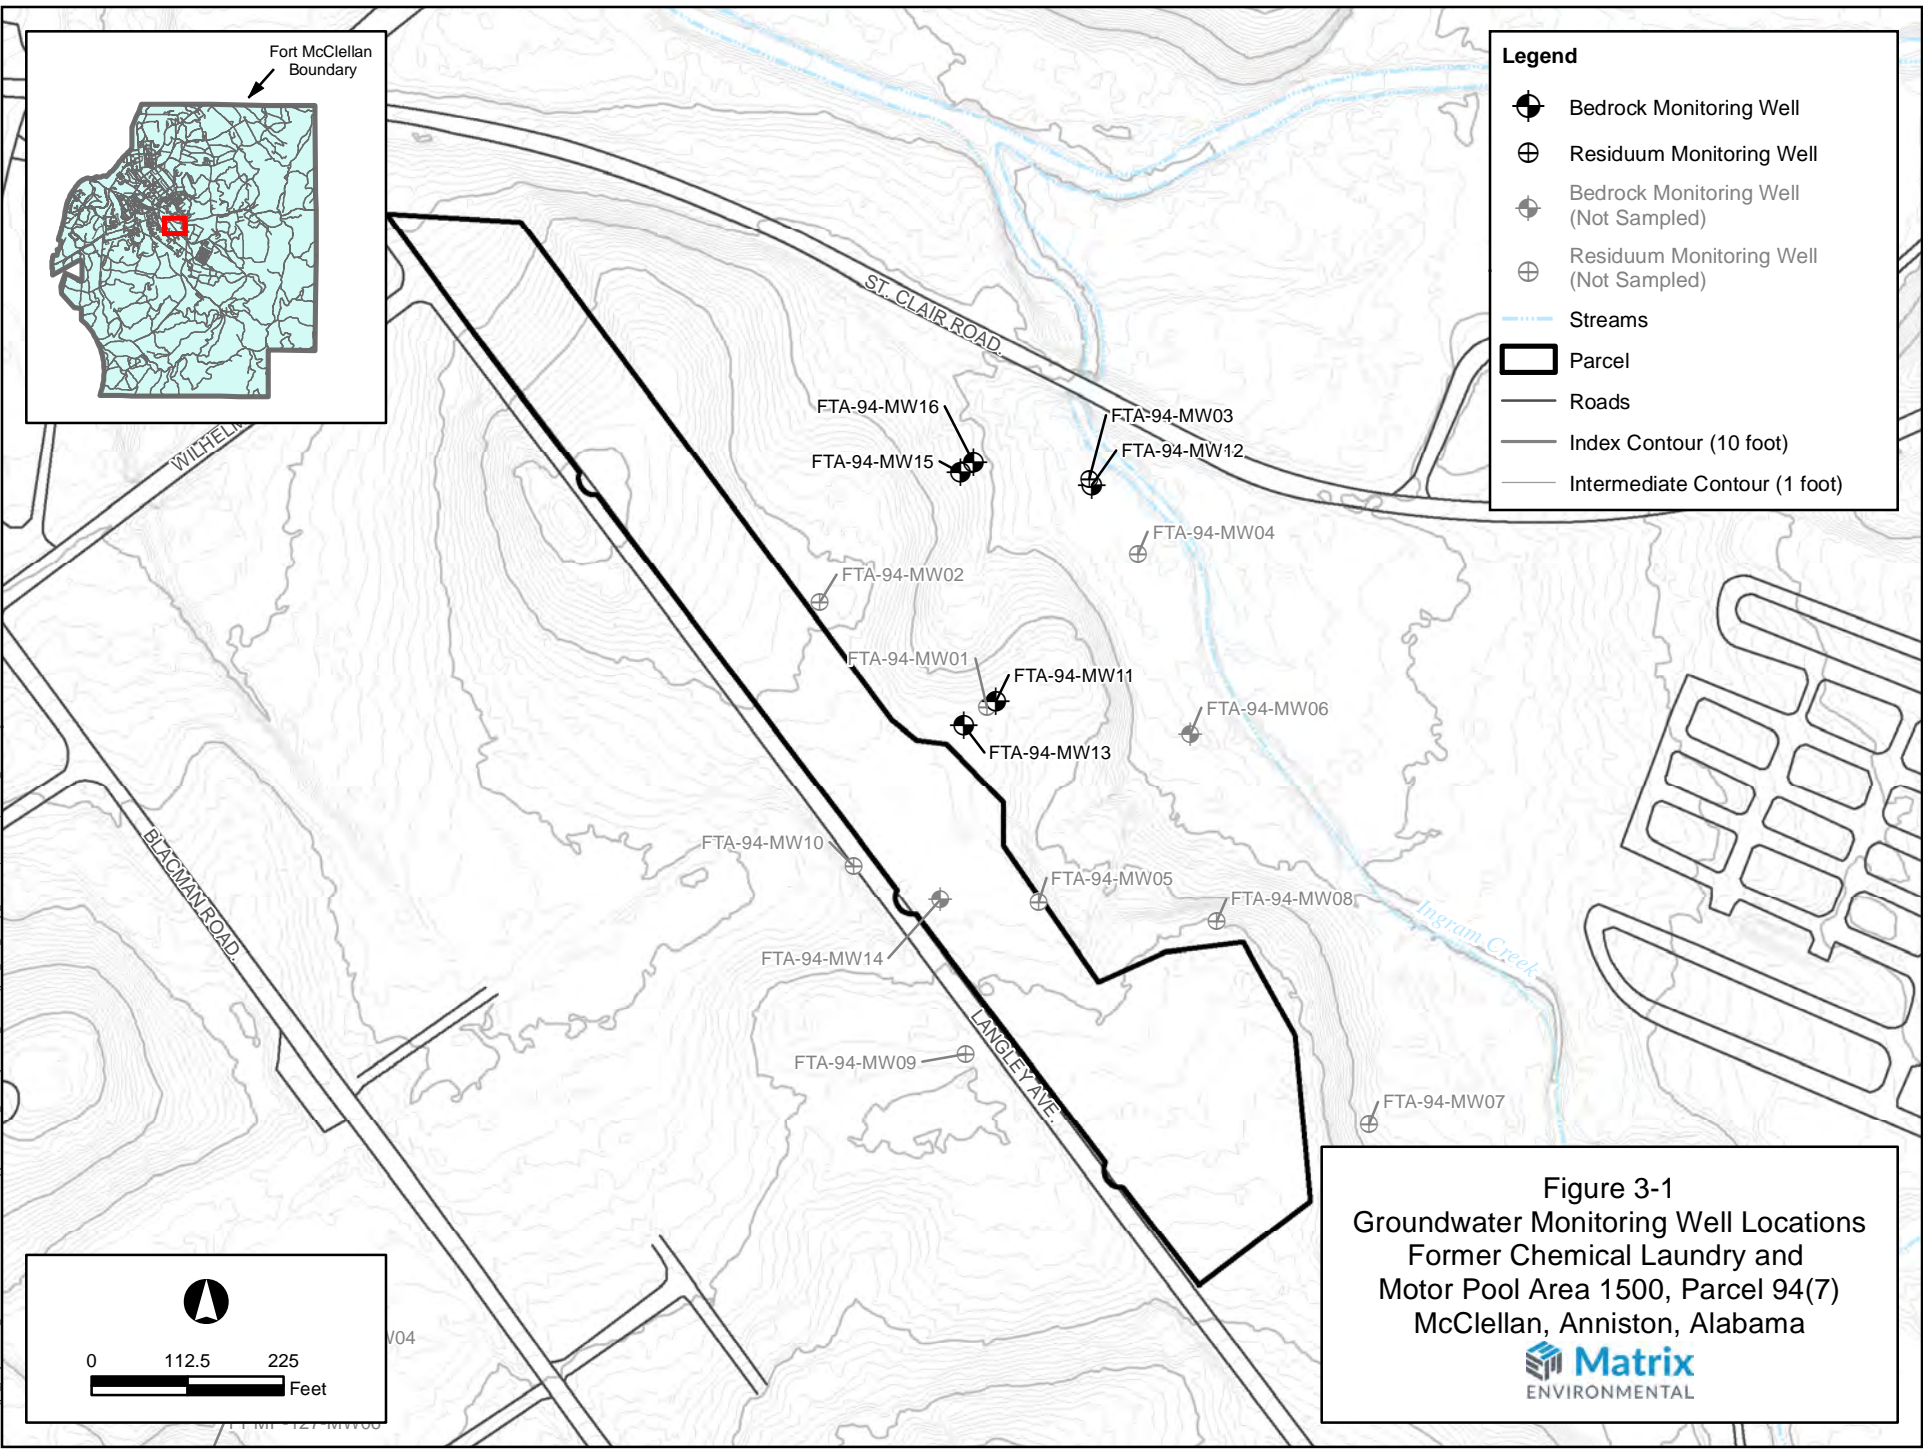 Fort McClellan
Boundary
Legend
Bedrock Monitoring Well
Residuum Monitoring Well
Bedrock Monitoring Well
(Not Sampled)
Residuum Monitoring Well
(Not Sampled)
Streams
Parcel
Roads
Index Contour (10 foot)
Intermediate Contour (1 foot)
ST. CLAIR ROAD.
FTA-94-MW16
FTA-94-MW03
FTA-94-MW15
FTA-94-MW12
FTA-94-MW04
FTA-94-MW02
FTA-94-MW01
FTA-94-MW11
FTA-94-MW06
FTA-94-MW13
FTA-94-MW10
BLACMAN ROAD.
FTA-94-MW05
FTA-94-MW08
Ingram Creek
FTA-94-MW14
LANGLEY AVE.
FTA-94-MW09
FTA-94-MW07
Figure 3-1
Groundwater Monitoring Well Locations
Former Chemical Laundry and
Motor Pool Area 1500, Parcel 94(7)
McClellan, Anniston, Alabama
Matrix
ENVIRONMENTAL
0 112.5 225
Feet